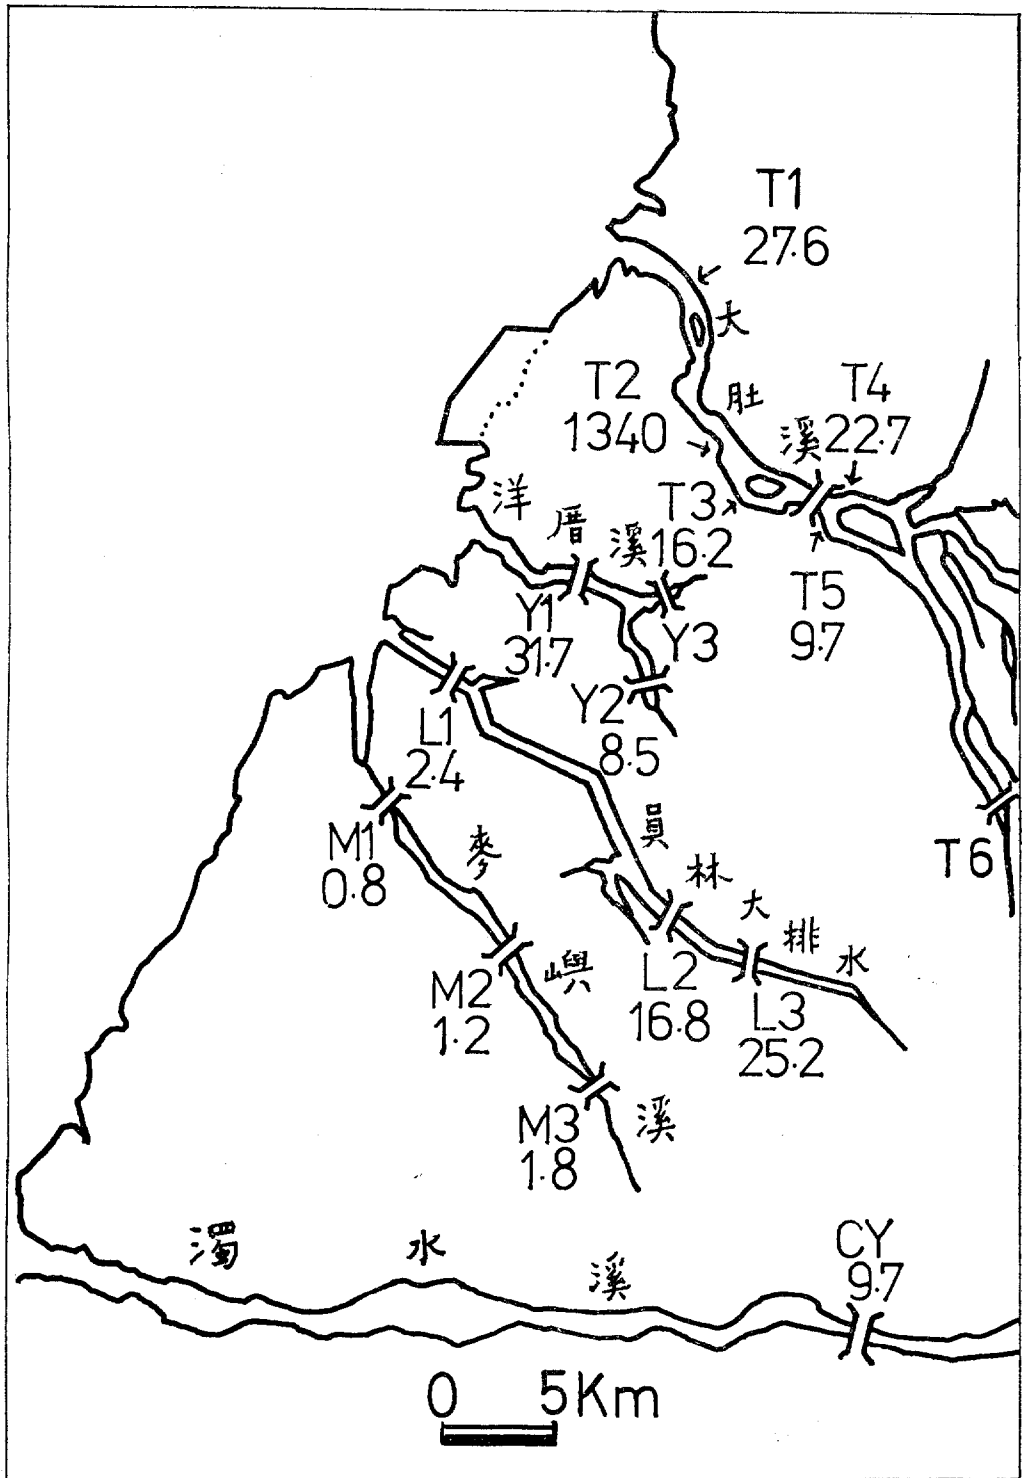 T1
27.6
大
肚
溪
T2
1340
T4
22.7
T3
16.2
洋
厝
溪
T5
9.7
Y1
31.7
Y3
Y2
8.5
L1
2.4
M1
0.8
T6
麥
嶼
溪
員
林
大
排
水
M2
1.2
L2
16.8
L3
25.2
M3
1.8
濁
水
溪
CY
9.7
0 5Km